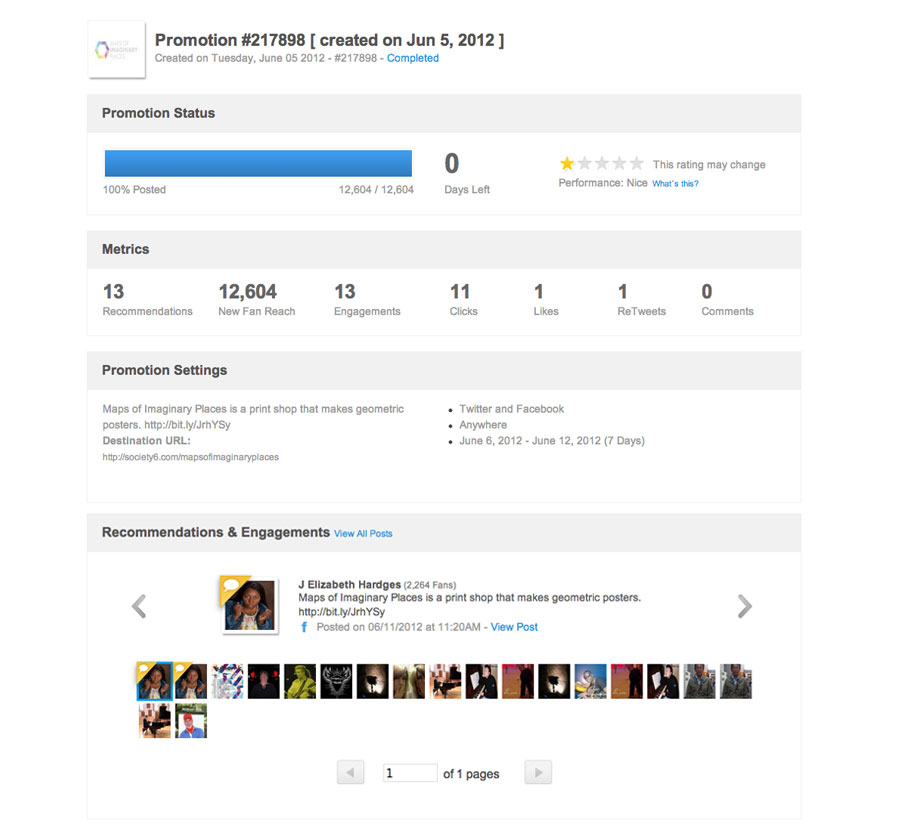 MAPS OF
IMAGINARY
PLACES
Promotion #217898 [ created on Jun 5, 2012 ]
Created on Tuesday, June 05 2012 - #217898 - Completed
Promotion Status
100% Posted
12,604 / 12,604
0
Days Left
This rating may change
Performance: Nice What's this?
Metrics
13
Recommendations
12,604
New Fan Reach
13
Engagements
11
Clicks
1
Likes
1
ReTweets
0
Comments
Promotion Settings
Maps of Imaginary Places is a print shop that makes geometric
posters. http://bit.ly/JrhYSy
Destination URL:
http://society6.com/mapsofimaginaryplaces
Twitter and Facebook
Anywhere
June 6, 2012 - June 12, 2012 (7 Days)
Recommendations & Engagements View All Posts
J Elizabeth Hardges (2,264 Fans)
Maps of Imaginary Places is a print shop that makes geometric posters.
http://bit.ly/JrhYSy
f Posted on 06/11/2012 at 11:20AM - View Post
1 of 1 pages